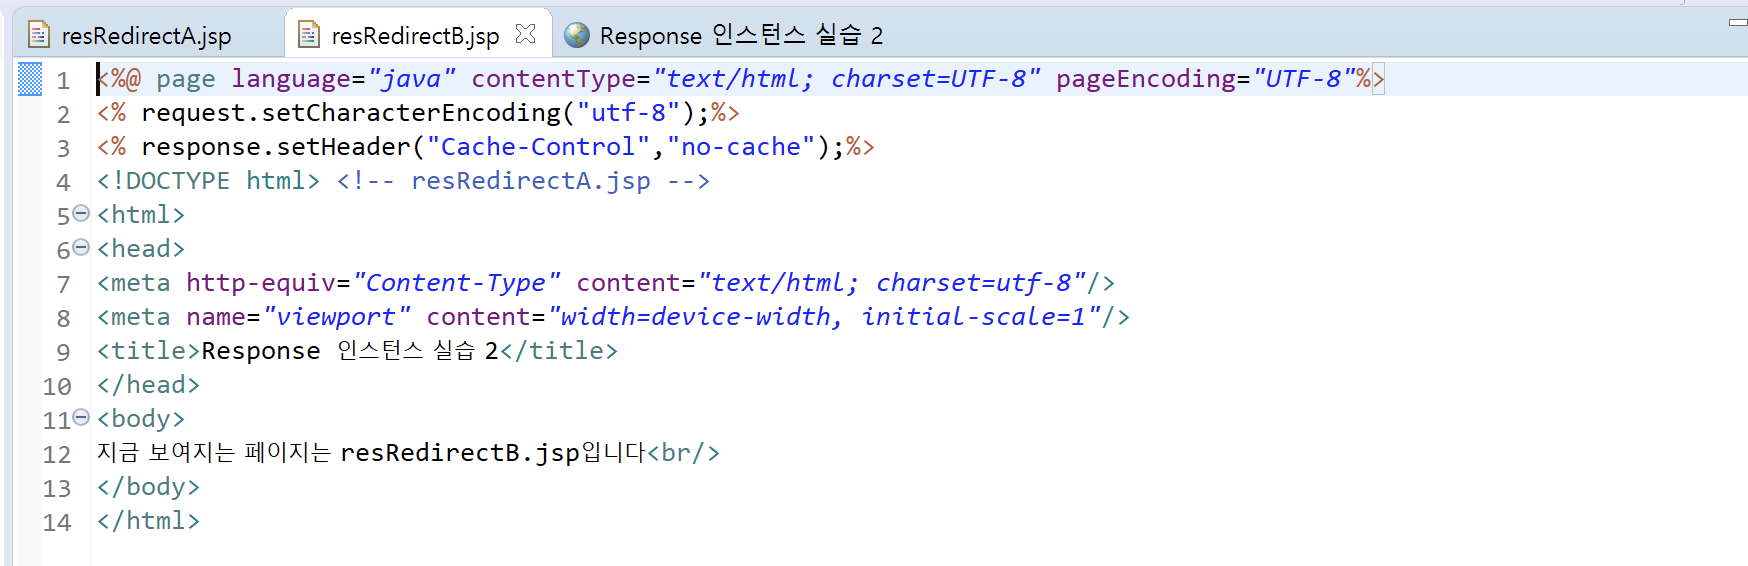 resRedirectA.jsp resRedirectB.jsp Response 인스턴스 실습 2
1 <%@ page language="java" contentType="text/html; charset=UTF-8" pageEncoding="UTF-8"%>
2 <% request.setCharacterEncoding("utf-8");%>
3 <% response.setHeader("Cache-Control","no-cache");%>
4 <!DOCTYPE html> <!-- resRedirectA.jsp -->
5 <html>
6 <head>
7 <meta http-equiv="Content-Type" content="text/html; charset=utf-8"/>
8 <meta name="viewport" content="width=device-width, initial-scale=1"/>
9 <title>Response 인스턴스 실습 2</title>
10 </head>
11 <body>
12 지금 보여지는 페이지는 resRedirectB.jsp입니다<br/>
13 </body>
14 </html>